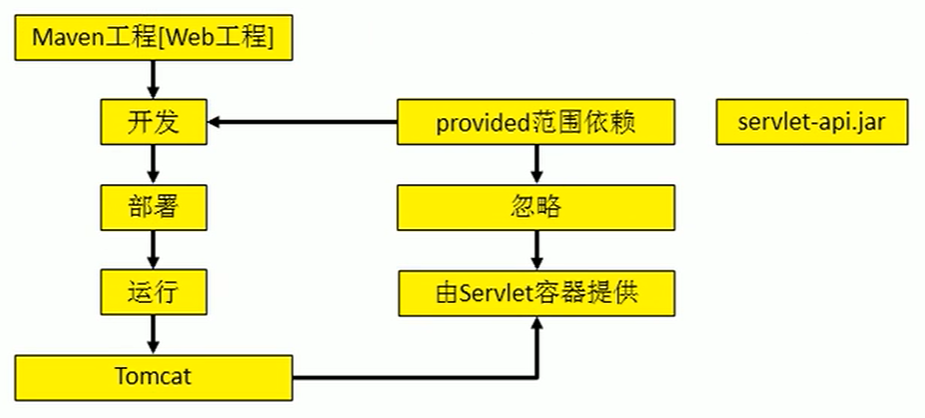 Maven工程[Web工程]
开发
provided范围依赖
servlet-api.jar
部署
忽略
运行
由Servlet容器提供
Tomcat